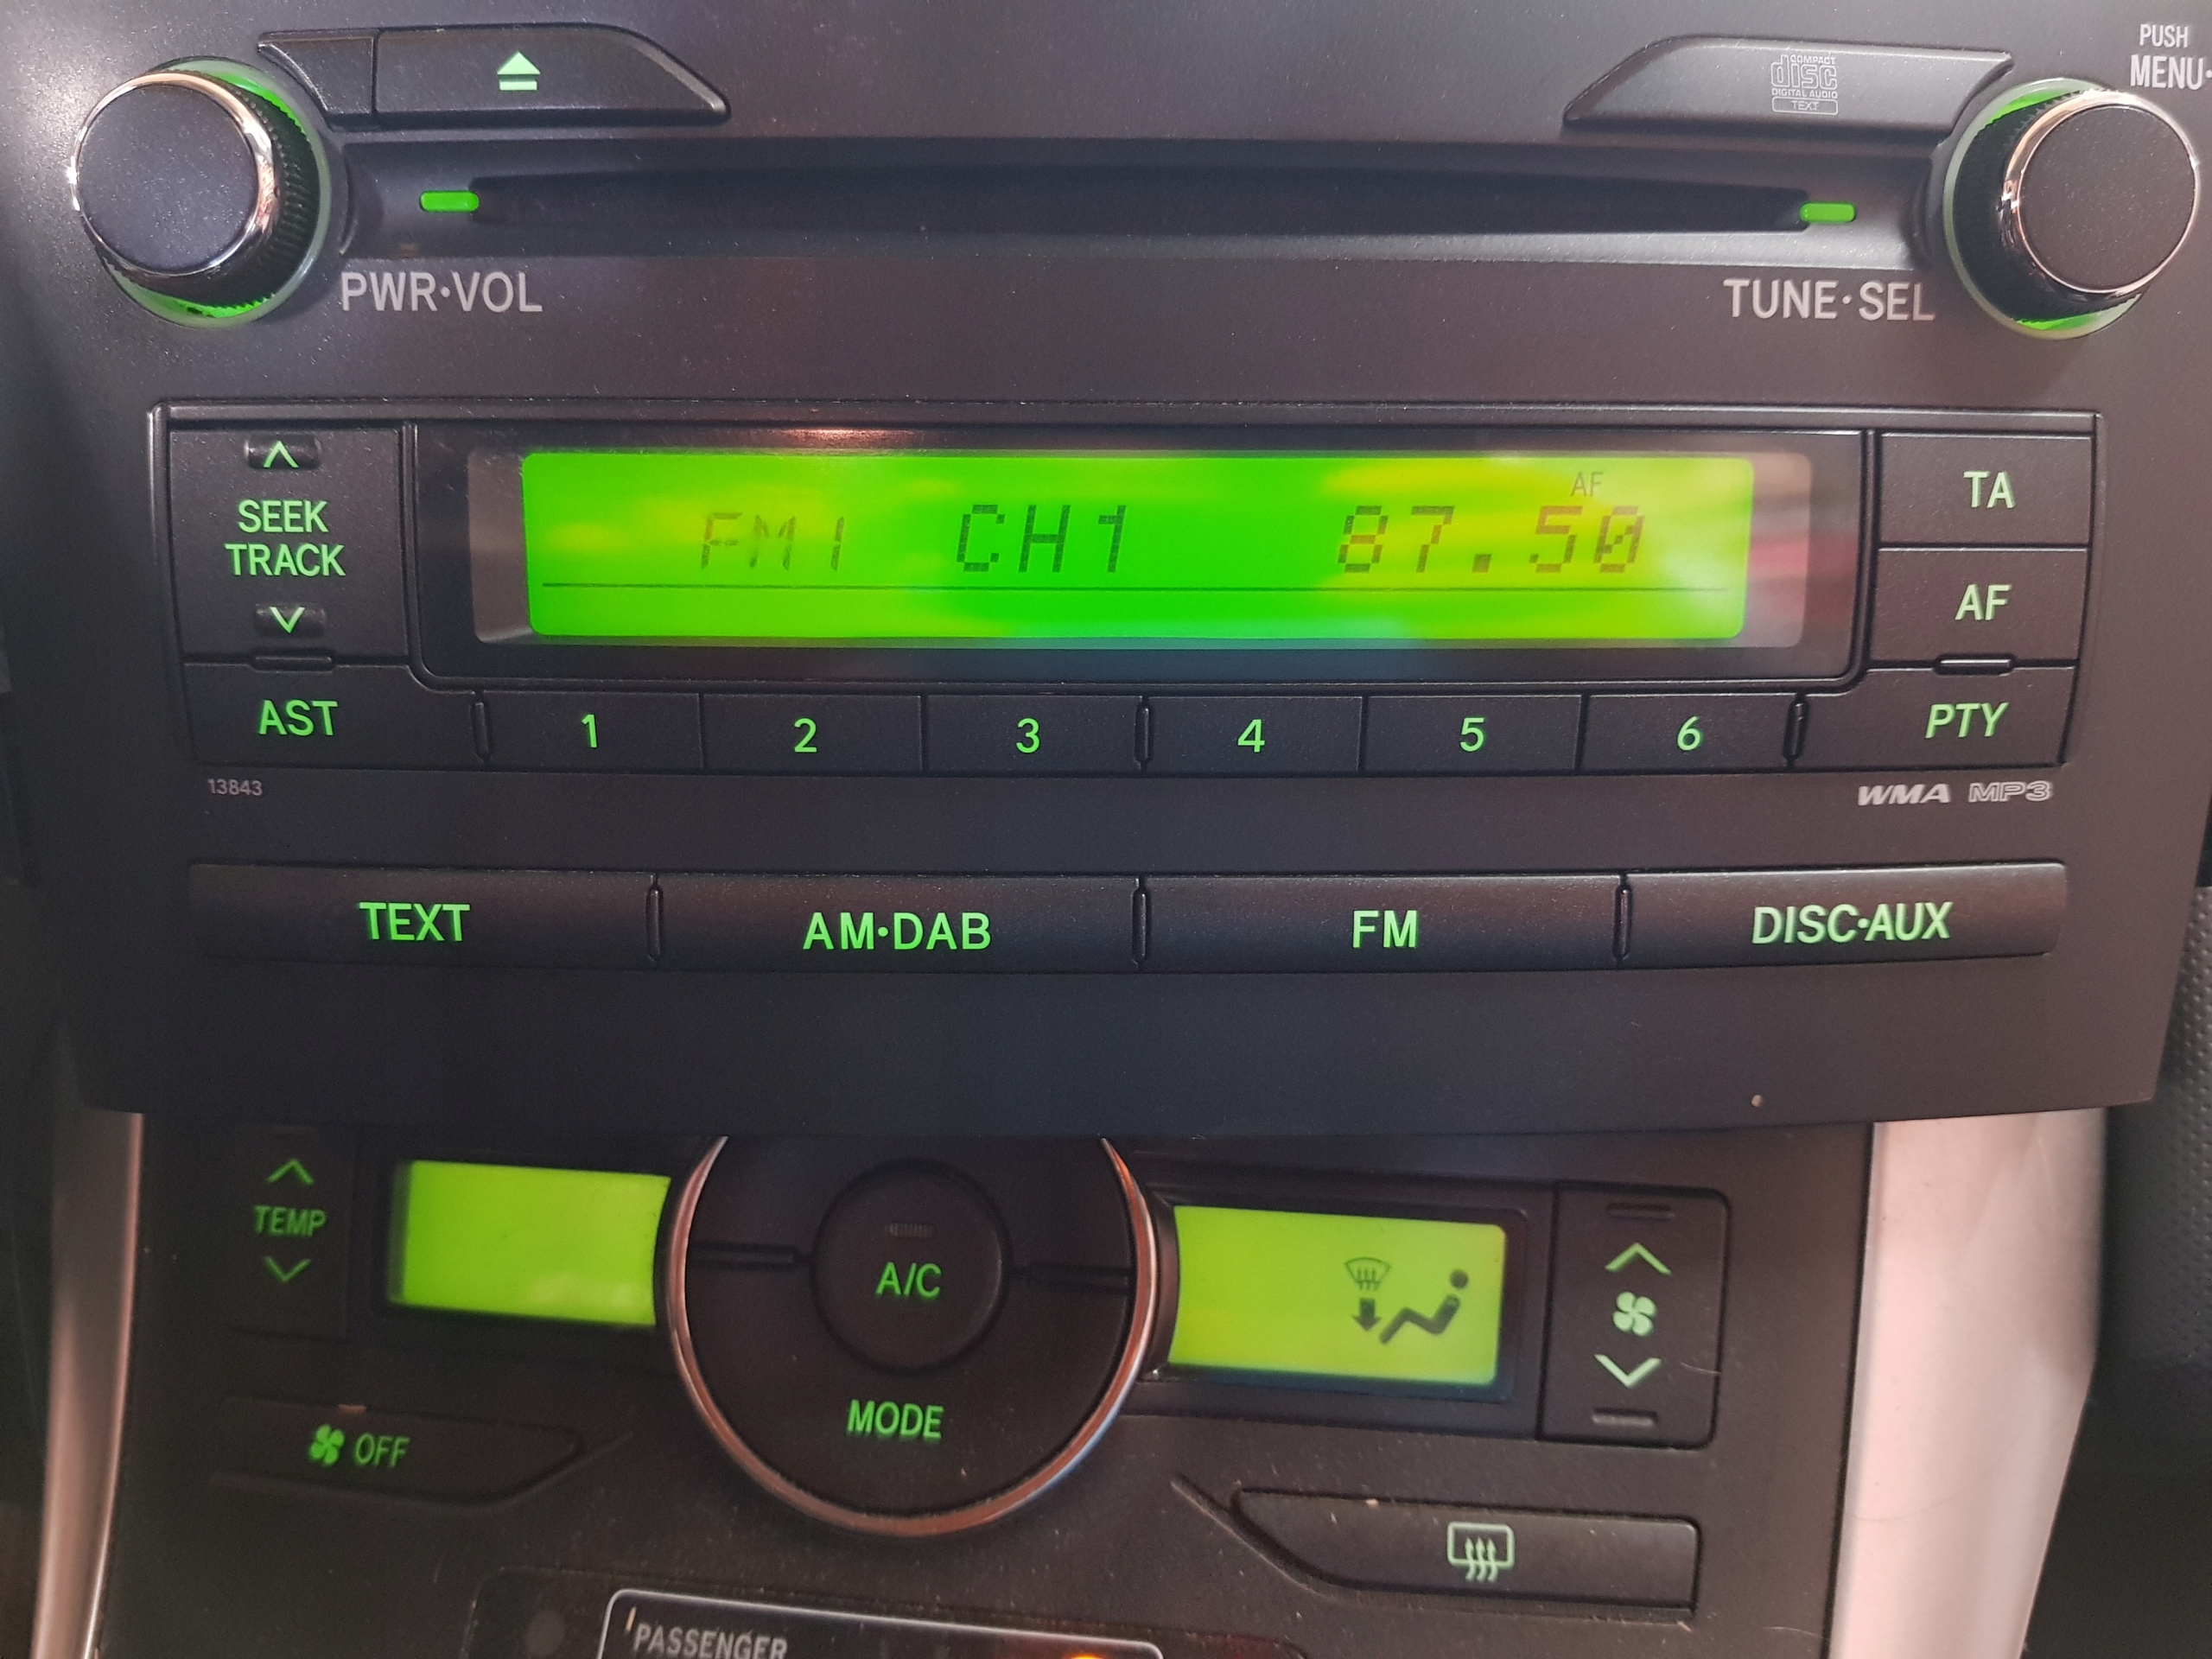 PUSH
MENU
COMPACT
disc
DIGITAL AUDIO
TEXT
PWR•VOL
TUNE•SEL
SEEK
TRACK
AF
FM1 CH1 87.50
TA
AF
AST 1 2 3 4 5 6 PTY
13843
WMA MP3
TEXT AM•DAB FM DISC•AUX
TEMP
A/C
MODE
OFF
PASSENGER